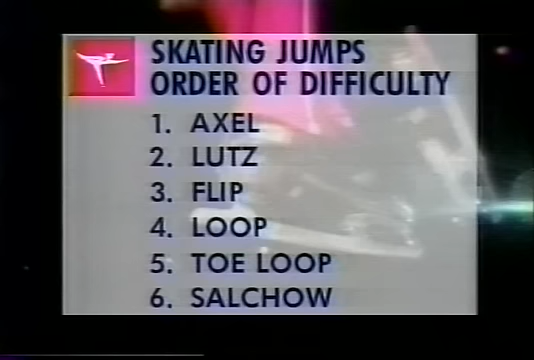 SKATING JUMPS
ORDER OF DIFFICULTY
1. AXEL
2. LUTZ
3. FLIP
4. LOOP
5. TOE LOOP
6. SALCHOW